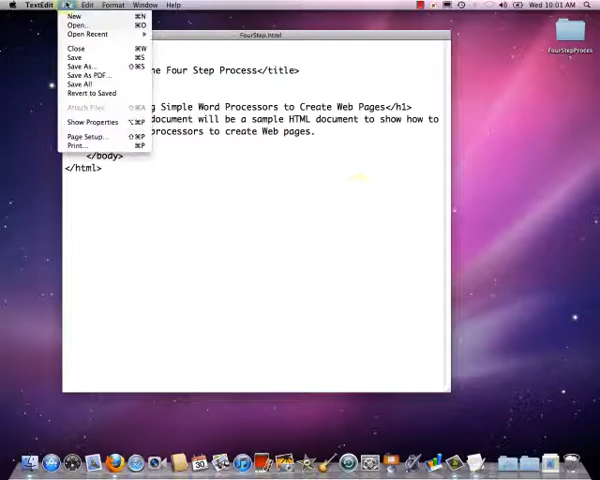 TextEdit Edit Format Window Help Wed 10:01 AM
FourStep.html
New ⌘N
Open... ⌘O
Open Recent
Close ⌘W
Save ⌘S
Save As... ⇧⌘S
Save As PDF...
Save All
Revert to Saved
Attach Files ⇧⌘A
Show Properties ⌥⌘P
Page Setup... ⇧⌘P
Print... ⌘P
ne Four Step Process</title>
g Simple Word Processors to Create Web Pages</h1>
document will be a sample HTML document to show how to
processors to create Web pages.
</body>
</html>
FourStepProces
s
30